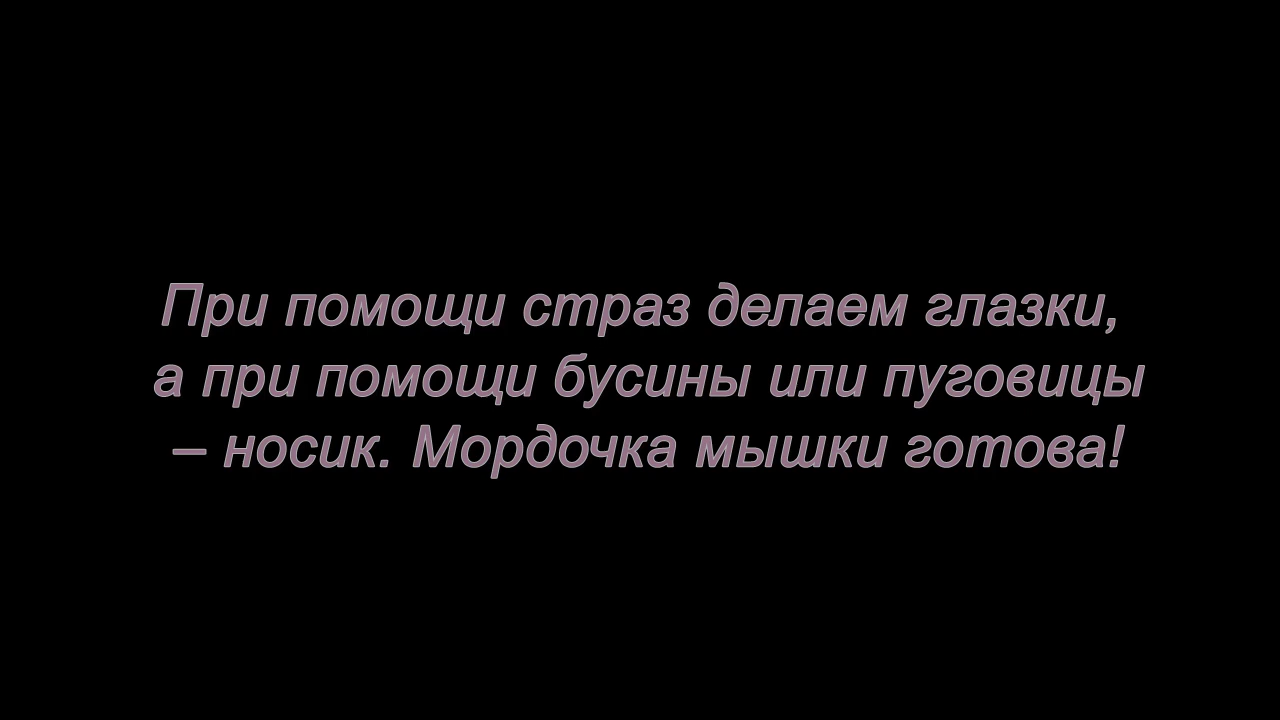 При помощи страз делаем глазки,
а при помощи бусины или пуговицы
– носик. Мордочка мышки готова!